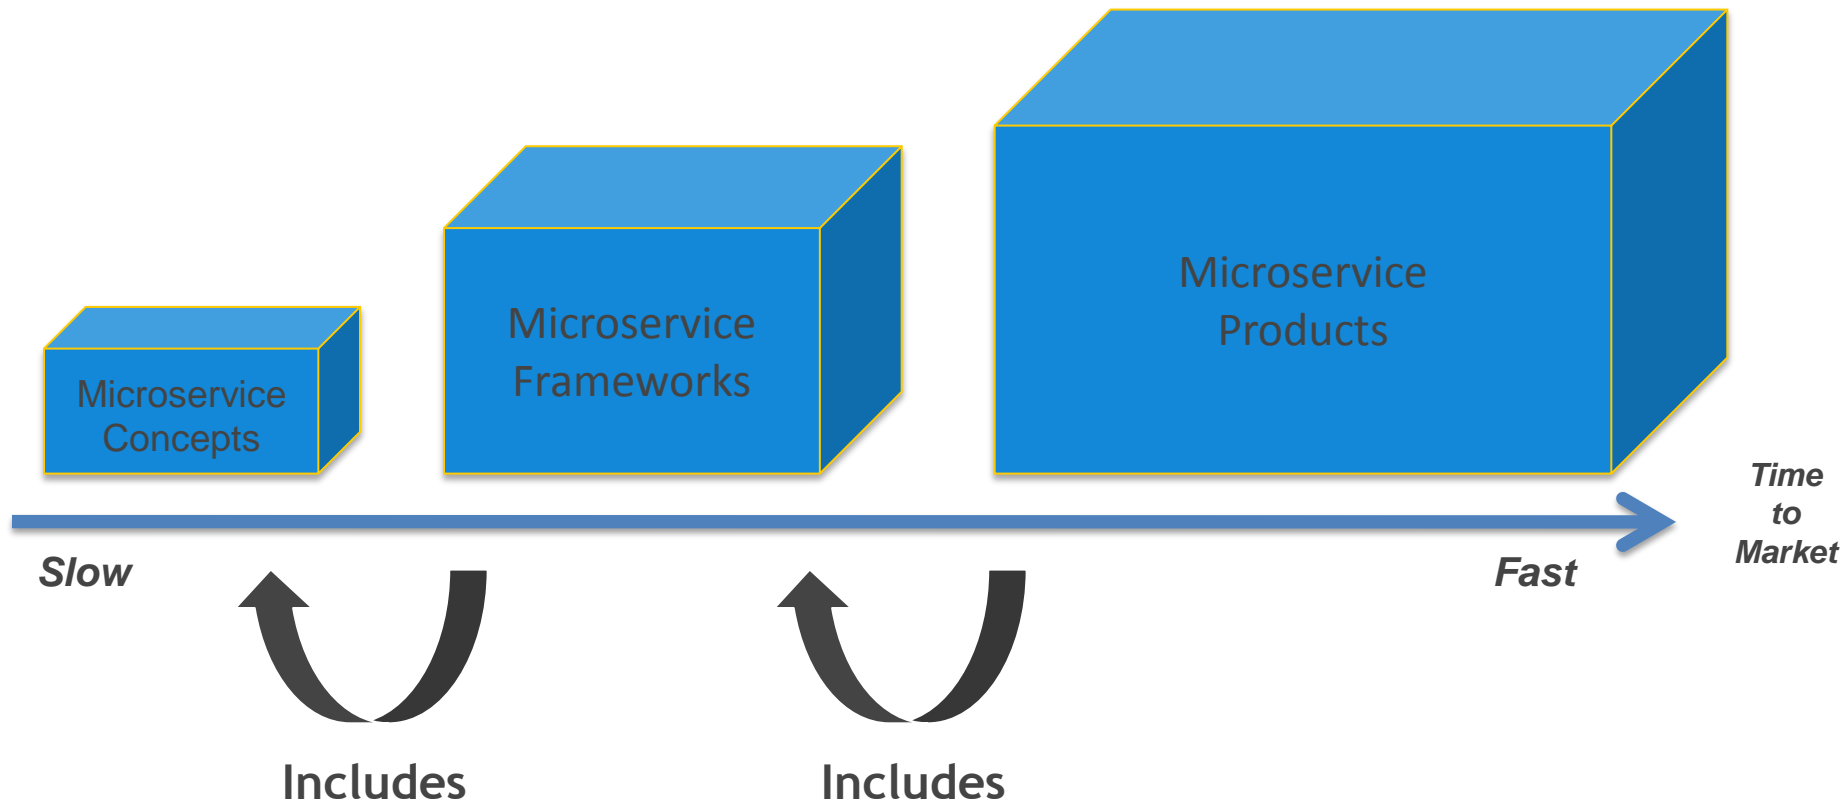 Microservice
Concepts
Microservice
Frameworks
Microservice
Products
Time
to
Market
Slow
Fast
Includes
Includes